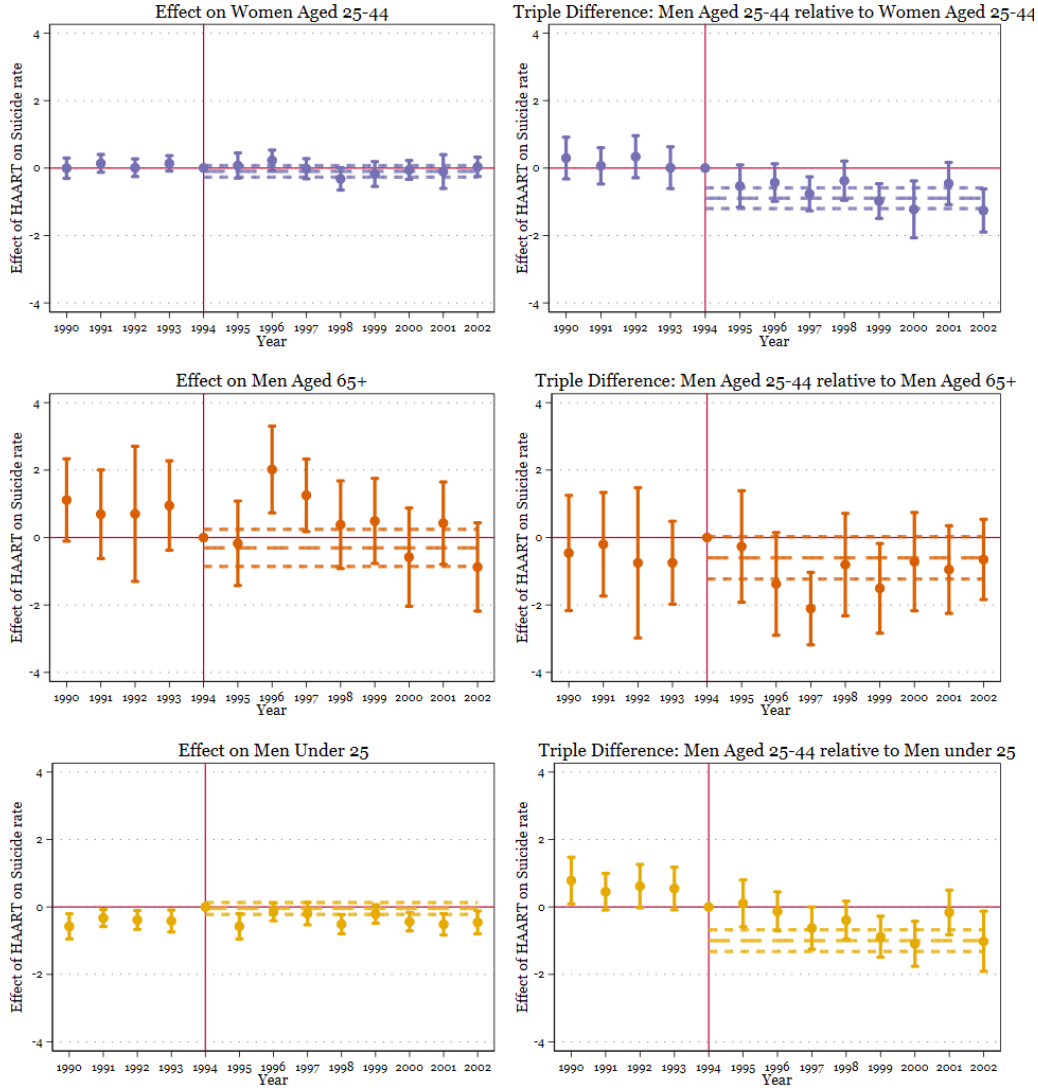 Effect on Women Aged 25-44
Effect of HAART on Suicide rate
4
2
0
-2
-4
1990 1991 1992 1993 1994 1995 1996 1997 1998 1999 2000 2001 2002
Year
Triple Difference: Men Aged 25-44 relative to Women Aged 25-44
Effect of HAART on Suicide rate
4
2
0
-2
-4
1990 1991 1992 1993 1994 1995 1996 1997 1998 1999 2000 2001 2002
Year
Effect on Men Aged 65+
Effect of HAART on Suicide rate
4
2
0
-2
-4
1990 1991 1992 1993 1994 1995 1996 1997 1998 1999 2000 2001 2002
Year
Triple Difference: Men Aged 25-44 relative to Men Aged 65+
Effect of HAART on Suicide rate
4
2
0
-2
-4
1990 1991 1992 1993 1994 1995 1996 1997 1998 1999 2000 2001 2002
Year
Effect on Men Under 25
Effect of HAART on Suicide rate
4
2
0
-2
-4
1990 1991 1992 1993 1994 1995 1996 1997 1998 1999 2000 2001 2002
Year
Triple Difference: Men Aged 25-44 relative to Men under 25
Effect of HAART on Suicide rate
4
2
0
-2
-4
1990 1991 1992 1993 1994 1995 1996 1997 1998 1999 2000 2001 2002
Year